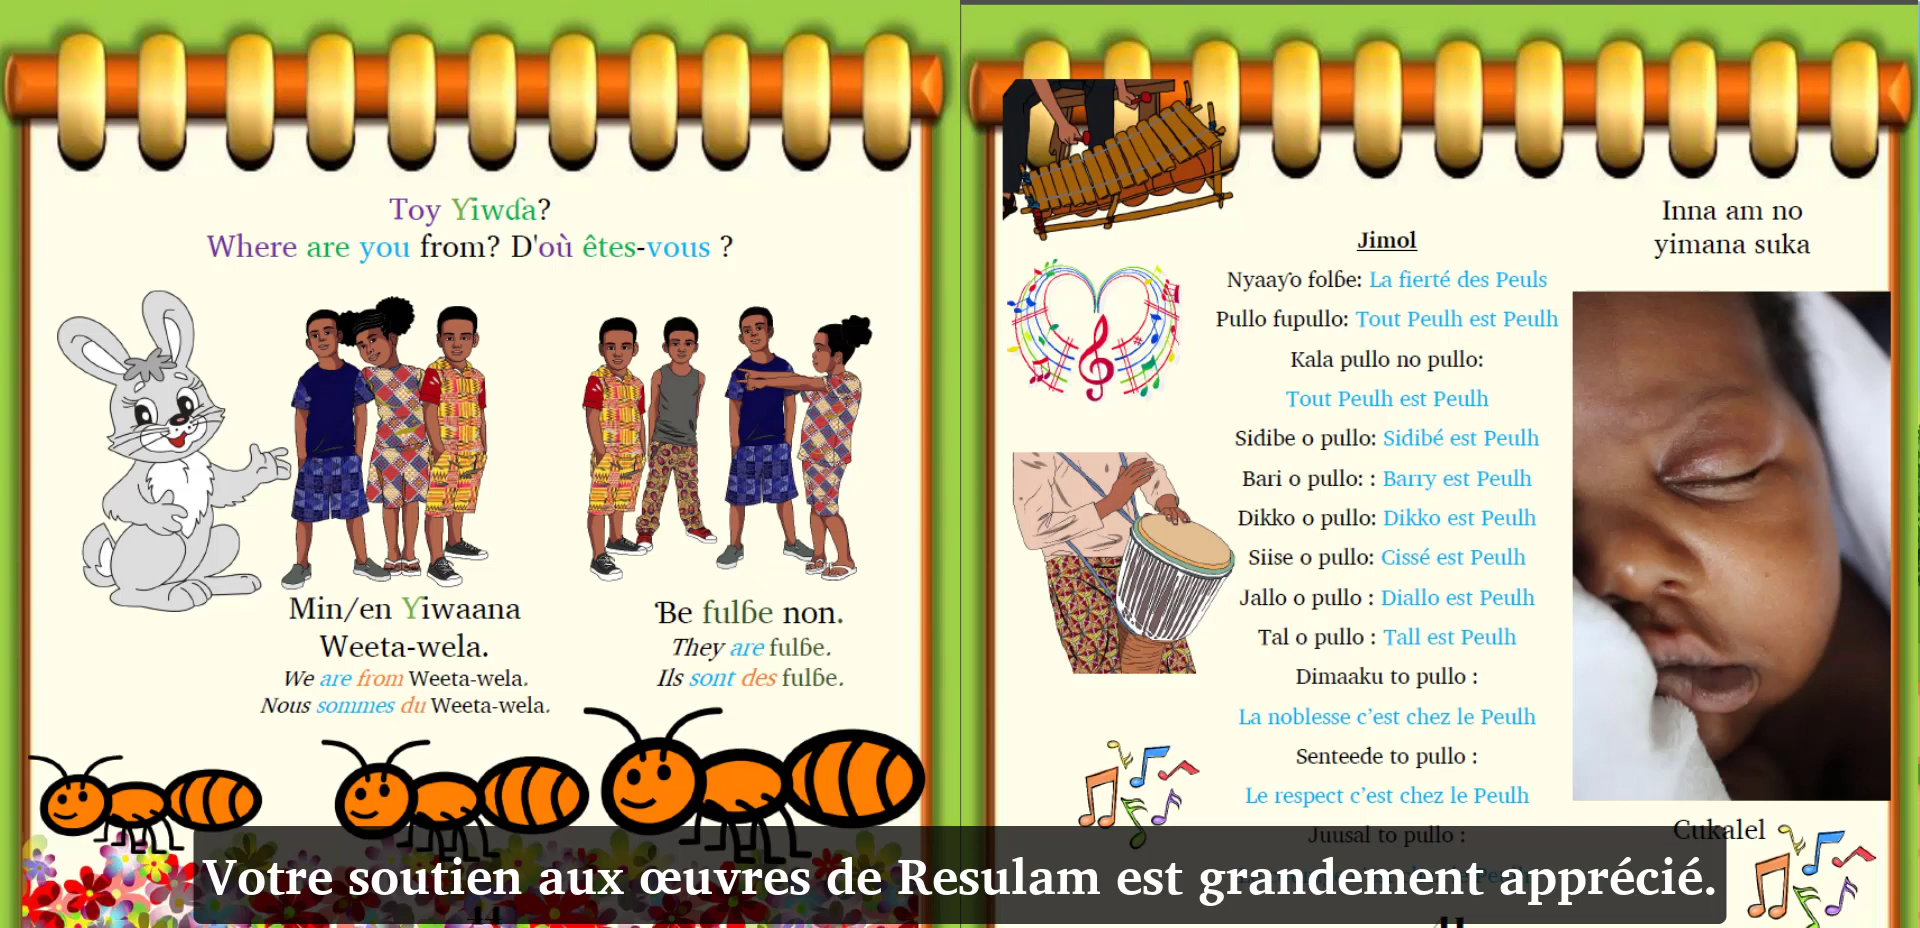 Toy Ƴiwɗa?
Where are you from? D'où êtes-vous ?
Min/en Ƴiwaana
Weeta-wela.
We are from Weeta-wela.
Nous sommes du Weeta-wela.
Ɓe fulɓe non.
They are fulɓe.
Ils sont des fulɓe.
44
Jimol
Nyaaƴo folɓe: La fierté des Peuls
Pullo fupullo: Tout Peulh est Peulh
Kala pullo no pullo:
Tout Peulh est Peulh
Sidibe o pullo: Sidibé est Peulh
Bari o pullo: : Barry est Peulh
Dikko o pullo: Dikko est Peulh
Siise o pullo: Cissé est Peulh
Jallo o pullo : Diallo est Peulh
Tal o pullo : Tall est Peulh
Dimaaku to pullo :
La noblesse c’est chez le Peulh
Senteede to pullo :
Le respect c’est chez le Peulh
Juusal to pullo :
Inna am no
yimana suka
Cukalel
Votre soutien aux œuvres de Resulam est grandement apprécié.